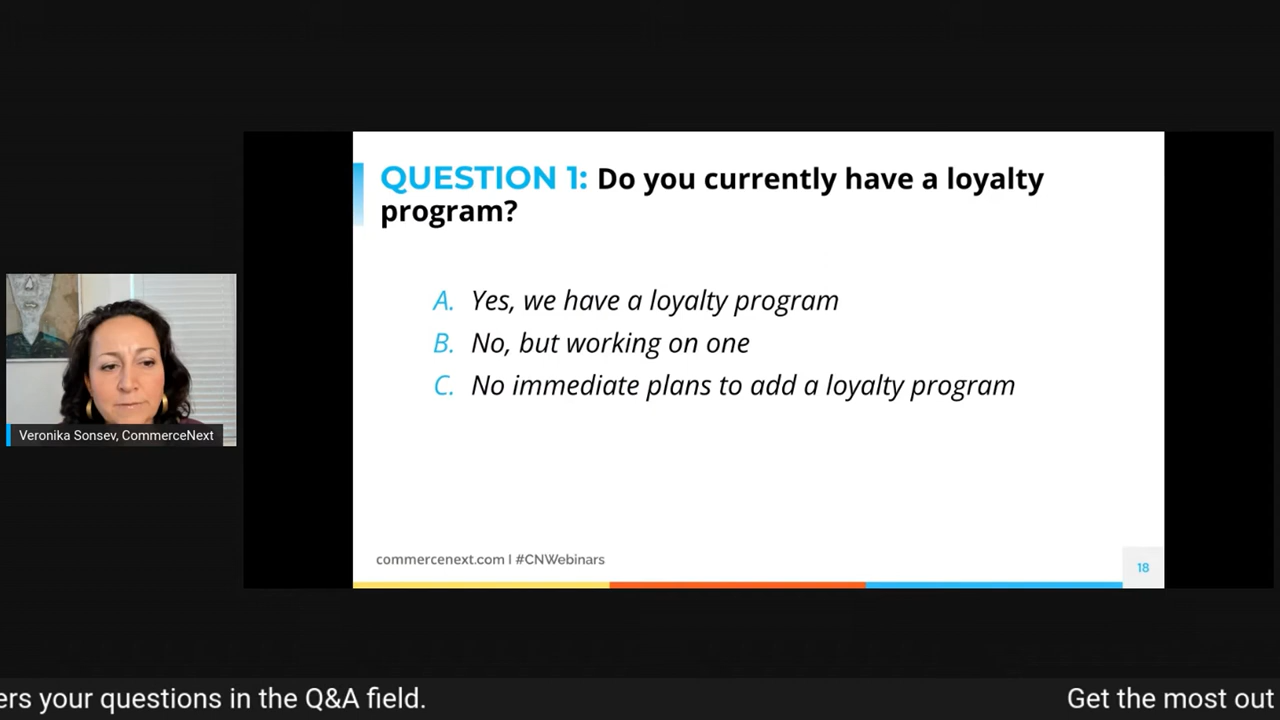 QUESTION 1: Do you currently have a loyalty
program?
A. Yes, we have a loyalty program
B. No, but working on one
C. No immediate plans to add a loyalty program
Veronika Sonsev, CommerceNext
commercenext.com | #CNWebinars
18
ers your questions in the Q&A field.
Get the most out